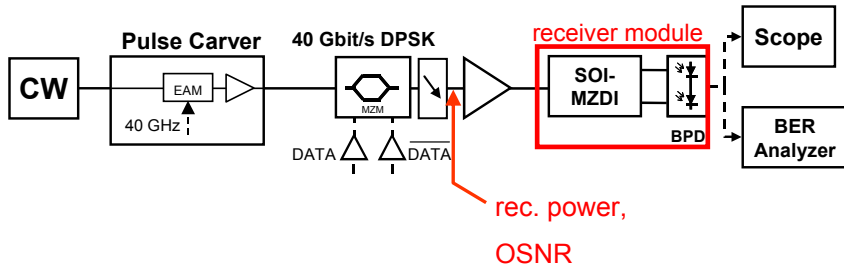 Pulse Carver
40 Gbit/s DPSK
receiver module
Scope
CW
EAM
MZM
SOI-
MZDI
40 GHz
BPD
BER
Analyzer
DATA
DATA
rec. power,
OSNR